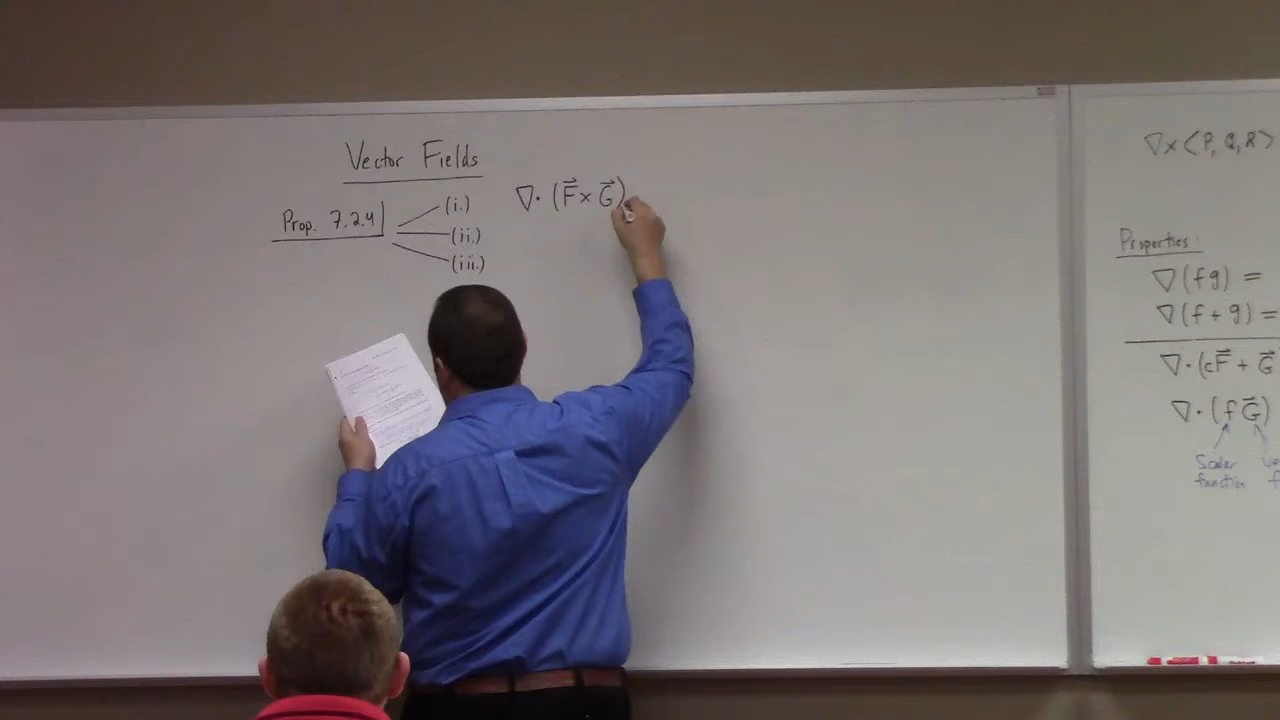 Vector Fields
Prop. 7.2.4
(i.)
(ii.)
(iii.)
∇·(F⃗×G⃗)
∇×⟨P,Q,R⟩
Properties:
∇(fg) =
∇(f+g) =
∇·(cF⃗ + G⃗
∇·(fG⃗)
Scalar
function